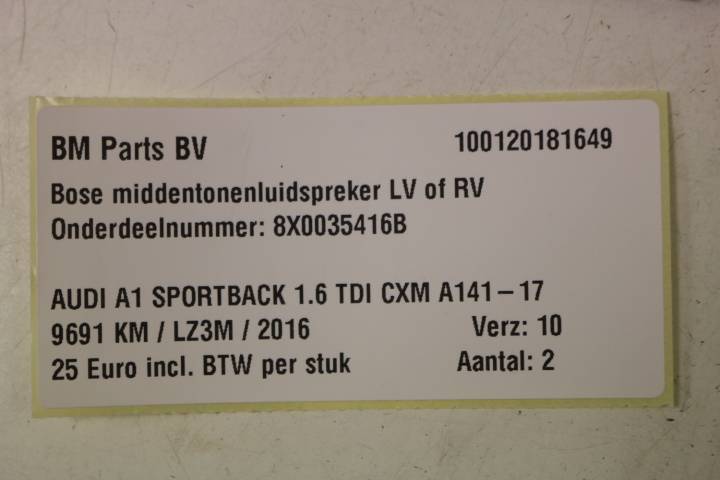 BM Parts BV 100120181649
Bose middentonenluidspreker LV of RV
Onderdeelnummer: 8X0035416B
AUDI A1 SPORTBACK 1.6 TDI CXM A141-17
9691 KM / LZ3M / 2016 Verz: 10
25 Euro incl. BTW per stuk Aantal: 2